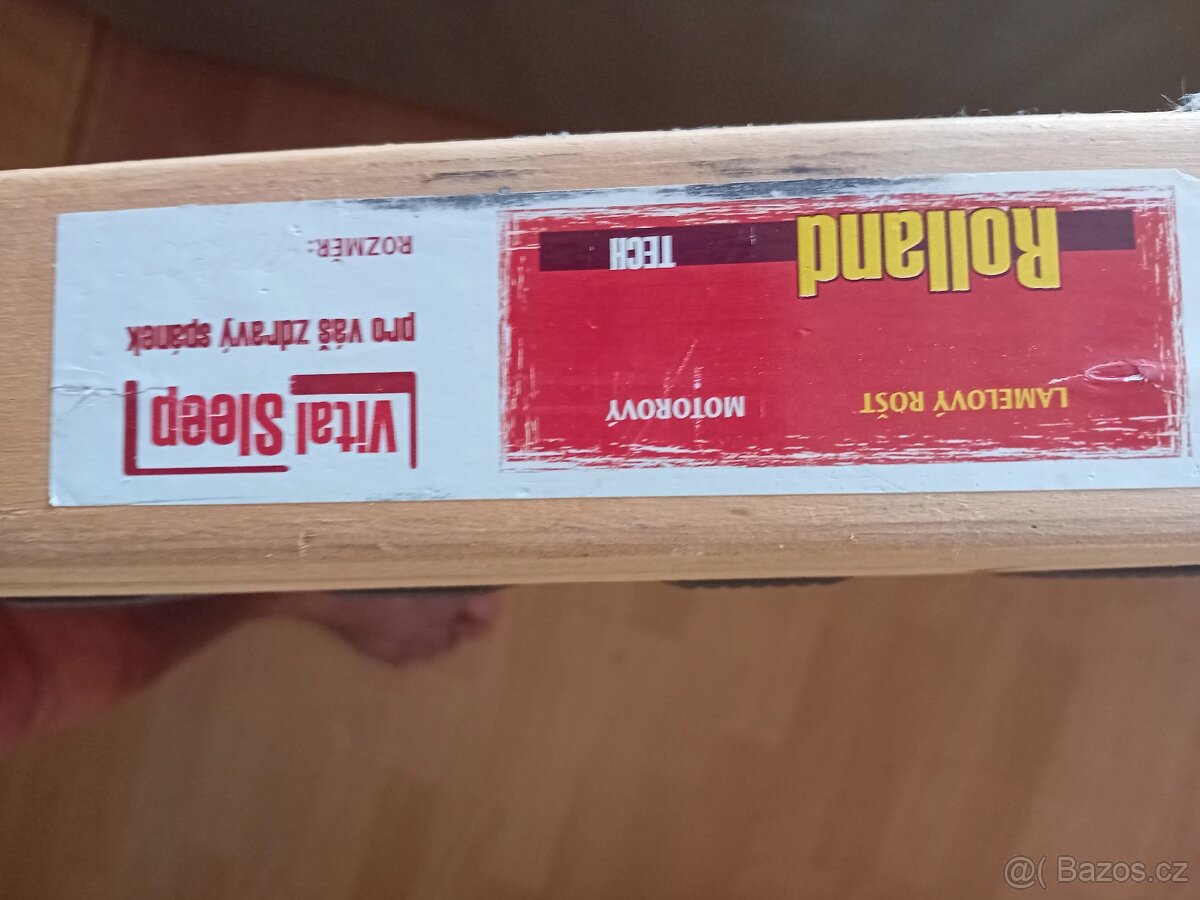 LAMELOVÝ ROŠT MOTOROVÝ
Rolland TECH
Vital Sleep
pro váš zdravý spánek
ROZMĚR:
@( Bazos.cz